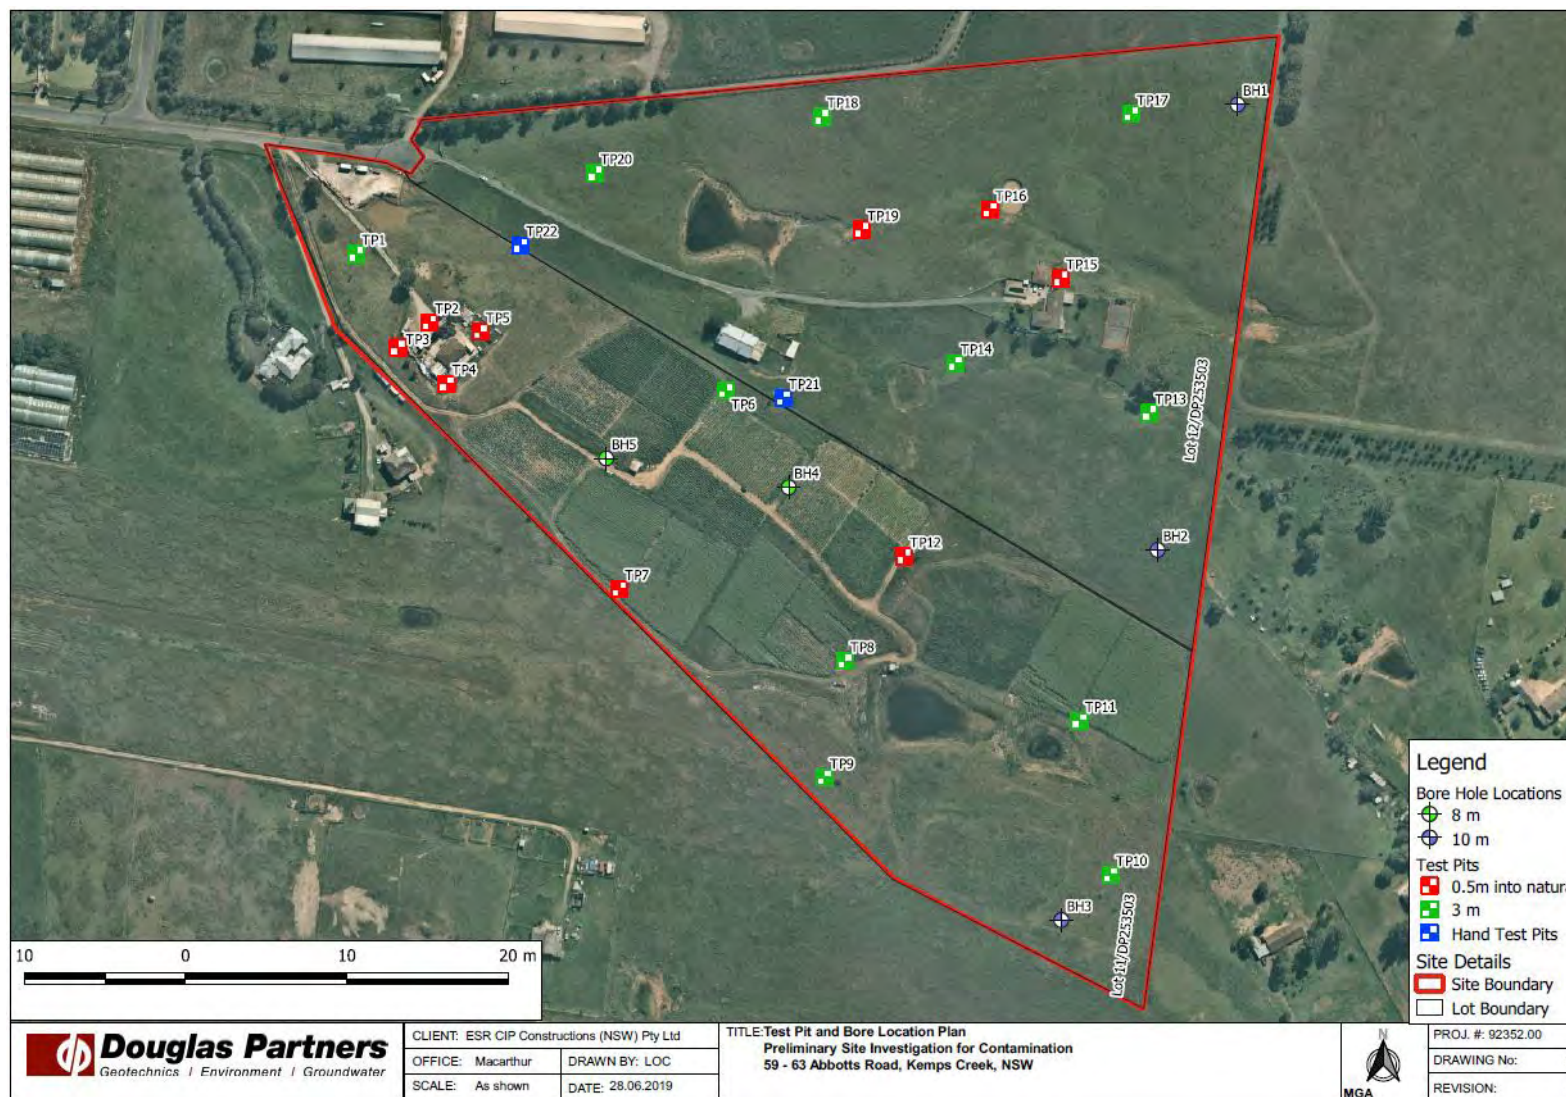 TP18
TP17
BH1
TP20
TP16
TP19
TP22
TP1
TP15
TP2
TP5
TP3
TP14
TP4
TP21
TP6
TP13
Lot 12/DP253503
BH5
BH4
BH2
TP12
TP7
TP8
TP11
TP9
TP10
BH3
Lot 11/DP253503
Legend
Bore Hole Locations
8 m
10 m
Test Pits
0.5m into natura
3 m
Hand Test Pits
Site Details
Site Boundary
Lot Boundary
10 0 10 20 m
dp Douglas Partners
Geotechnics | Environment | Groundwater
CLIENT: ESR CIP Constructions (NSW) Pty Ltd
OFFICE: Macarthur
DRAWN BY: LOC
SCALE: As shown
DATE: 28.06.2019
TITLE: Test Pit and Bore Location Plan
Preliminary Site Investigation for Contamination
59 - 63 Abbotts Road, Kemps Creek, NSW
N
MGA
PROJ. #: 92352.00
DRAWING No:
REVISION: